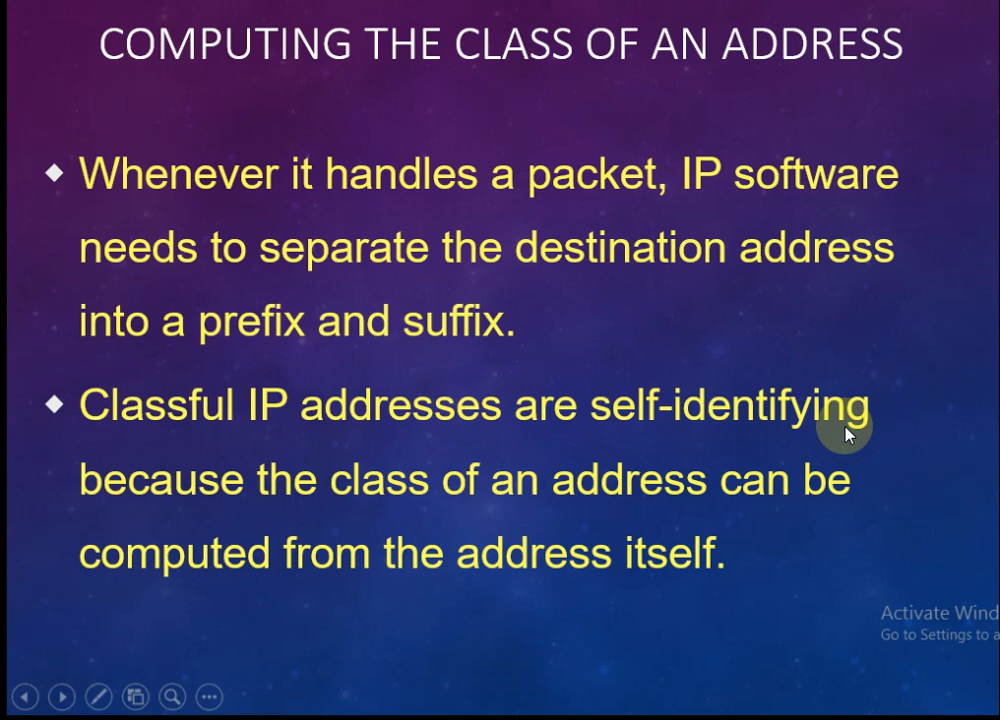 COMPUTING THE CLASS OF AN ADDRESS
Whenever it handles a packet, IP software
needs to separate the destination address
into a prefix and suffix.
Classful IP addresses are self-identifying
because the class of an address can be
computed from the address itself.
Activate Wind
Go to Settings to a